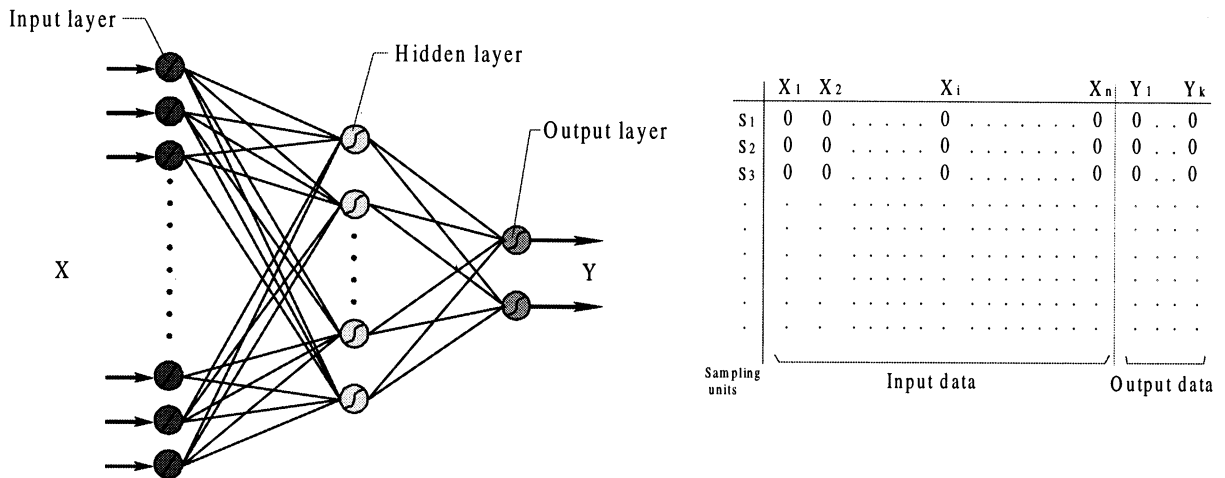 Input layer
Hidden layer
Output layer
X
Y
X1 X2 Xi Xn Y1 Yk
S1 0 0 ...... 0 ........ 0 0 .. 0
S2 0 0 ...... 0 ........ 0 0 .. 0
S3 0 0 ...... 0 ........ 0 0 .. 0
Sampling
units
Input data
Output data